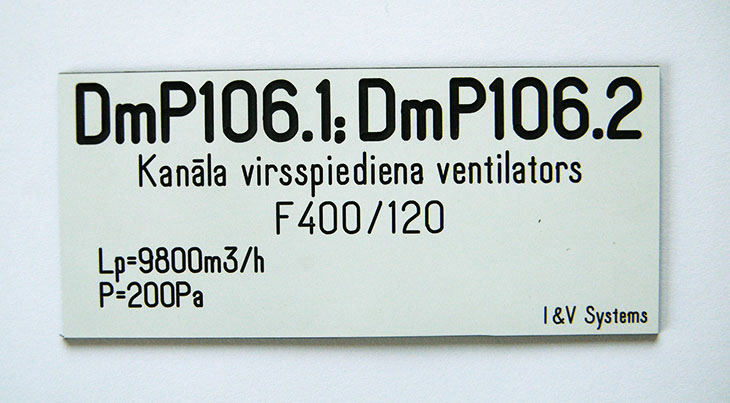 DmP106.1; DmP106.2
Kanāla virsspiediena ventilators
F400/120
Lp=9800m3/h
P=200Pa
I&V Systems